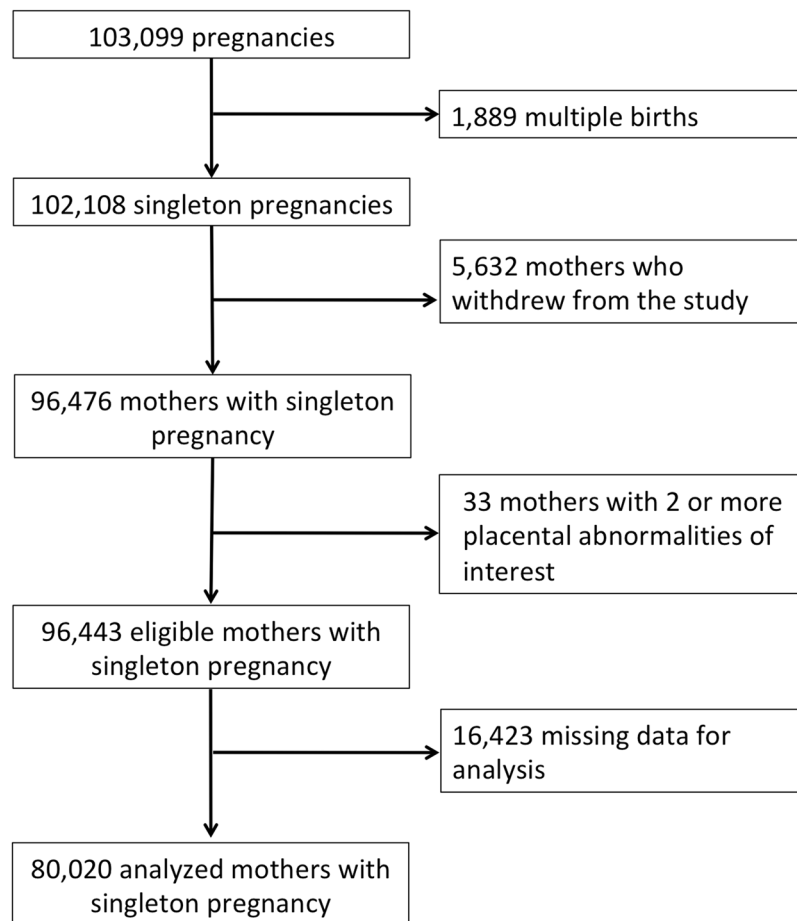 103,099 pregnancies
1,889 multiple births
102,108 singleton pregnancies
5,632 mothers who
withdrew from the study
96,476 mothers with singleton
pregnancy
33 mothers with 2 or more
placental abnormalities of
interest
96,443 eligible mothers with
singleton pregnancy
16,423 missing data for
analysis
80,020 analyzed mothers with
singleton pregnancy